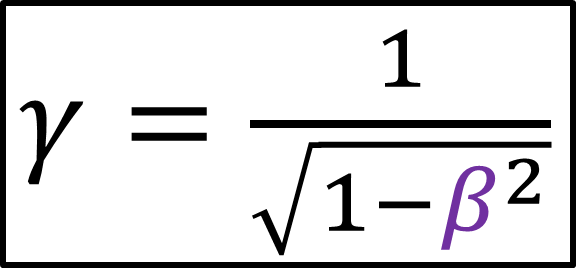 γ = 1/√(1−β²)